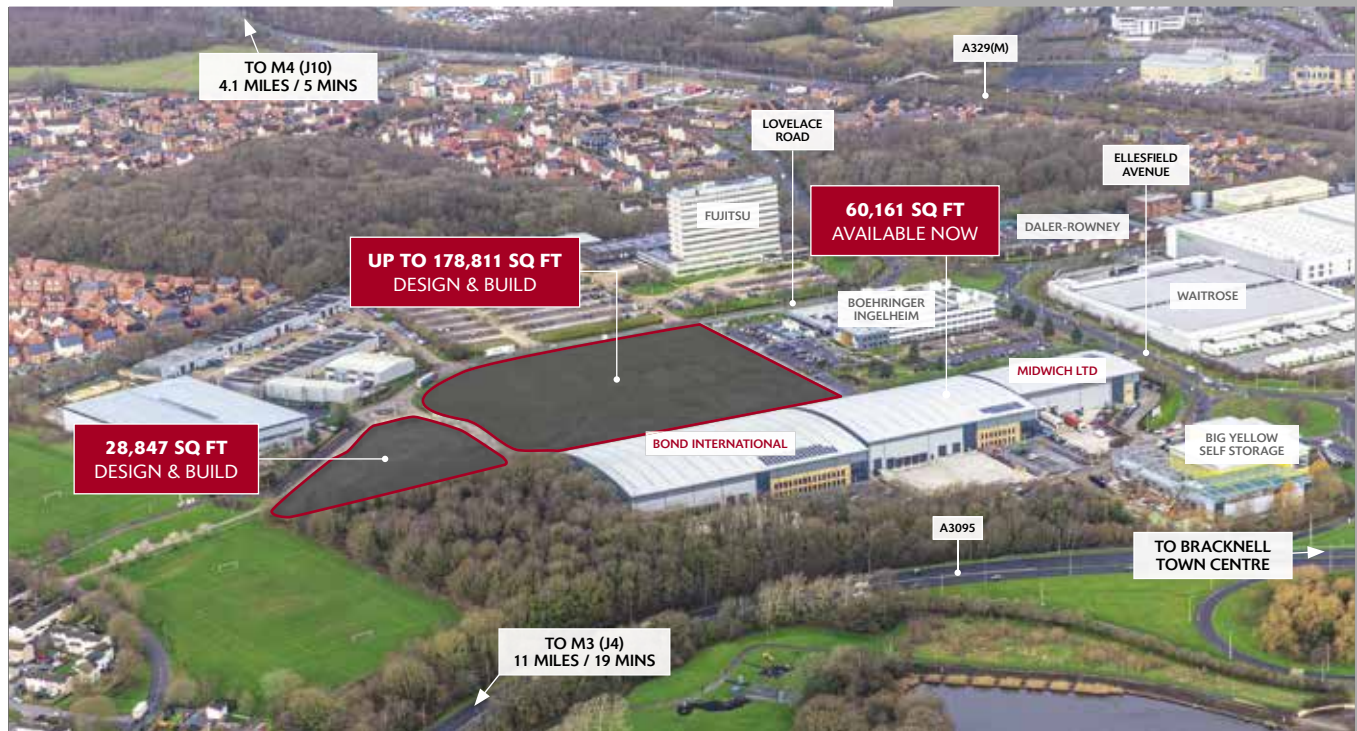 TO M4 (J10)
4.1 MILES / 5 MINS
A329(M)
LOVELACE
ROAD
ELLESFIELD
AVENUE
FUJITSU
60,161 SQ FT
AVAILABLE NOW
DALER-ROWNEY
UP TO 178,811 SQ FT
DESIGN & BUILD
WAITROSE
BOEHRINGER
INGELHEIM
MIDWICH LTD
28,847 SQ FT
DESIGN & BUILD
BOND INTERNATIONAL
BIG YELLOW
SELF STORAGE
A3095
TO BRACKNELL
TOWN CENTRE
TO M3 (J4)
11 MILES / 19 MINS